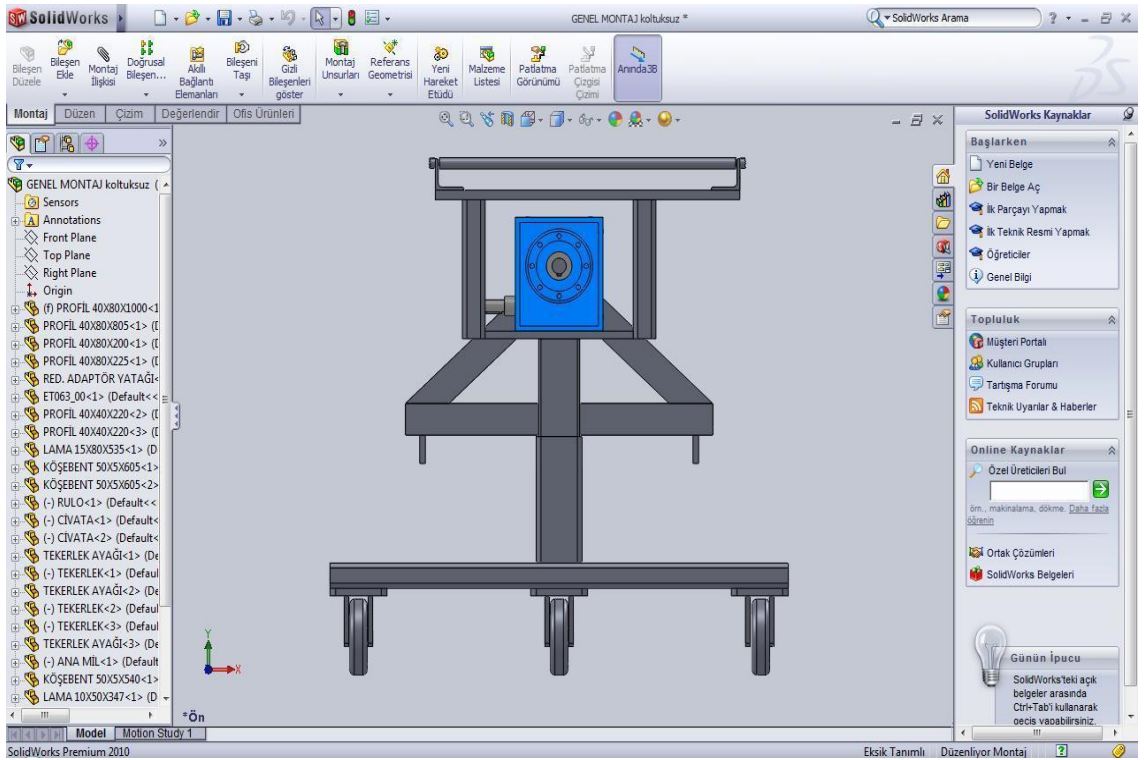 SolidWorks
GENEL MONTAJ koltuksuz *
SolidWorks Arama
Bileşen Düzele
Bileşen Ekle
Montaj İlişkisi
Doğrusal Bileşen...
Akıllı Bağlantı Elemanları
Bileşeni Taşı
Gizli Bileşenleri göster
Montaj Unsurları
Referans Geometrisi
Yeni Hareket Etüdü
Malzeme Listesi
Patlatma Görünümü
Patlatma Çizgisi Çizimi
Anında3B
Montaj Düzen Çizim Değerlendir Ofis Ürünleri
GENEL MONTAJ koltuksuz (
Sensors
Annotations
Front Plane
Top Plane
Right Plane
Origin
(f) PROFİL 40X80X1000<1
PROFİL 40X80X805<1> (D
PROFİL 40X80X200<1> (D
PROFİL 40X80X225<1> (D
RED. ADAPTÖR YATAĞI<
ET063_00<1> (Default<<
PROFİL 40X40X220<2> (D
PROFİL 40X40X220<3> (D
LAMA 15X80X535<1> (D
KÖŞEBENT 50X5X605<1>
KÖŞEBENT 50X5X605<2>
(-) RULO<1> (Default<<
(-) CİVATA<1> (Default<
(-) CİVATA<2> (Default<
TEKERLEK AYAĞI<1> (De
(-) TEKERLEK<1> (Defaul
TEKERLEK AYAĞI<2> (De
(-) TEKERLEK<2> (Defaul
(-) TEKERLEK<3> (Defaul
TEKERLEK AYAĞI<3> (De
(-) ANA MİL<1> (Default
KÖŞEBENT 50X5X540<1>
LAMA 10X50X347<1> (D
Y
X
*Ön
SolidWorks Kaynaklar
Başlarken
Yeni Belge
Bir Belge Aç
İlk Parçayı Yapmak
İlk Teknik Resmi Yapmak
Öğreticiler
Genel Bilgi
Topluluk
Müşteri Portalı
Kullanıcı Grupları
Tartışma Forumu
Teknik Uyarılar & Haberler
Online Kaynaklar
Özel Üreticileri Bul
örn., makinalama, dökme. Daha fazla
öğrenin
Ortak Çözümleri
SolidWorks Belgeleri
Günün İpucu
SolidWorks'teki açık
belgeler arasında
Ctrl+Tab'i kullanarak
geçiş yapabilirsiniz.
Model Motion Study 1
SolidWorks Premium 2010
Eksik Tanımlı Düzenliyor Montaj